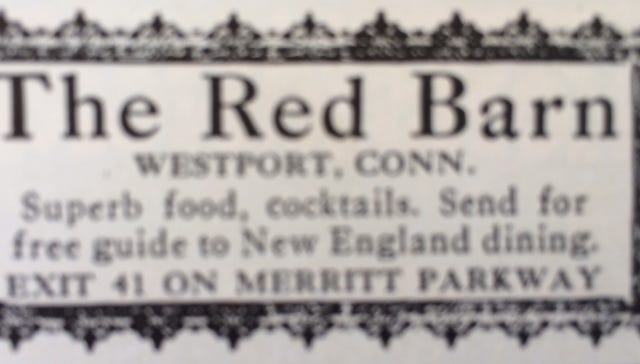 The Red Barn
WESTPORT, CONN.
Superb food, cocktails. Send for
free guide to New England dining.
EXIT 41 ON MERRITT PARKWAY